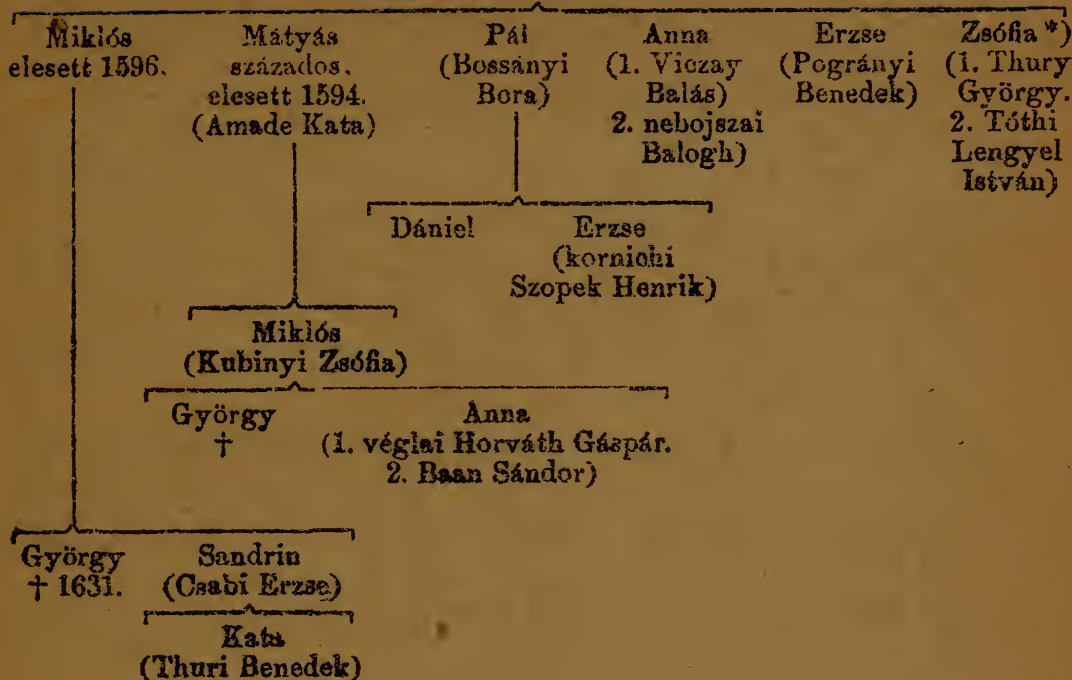 Miklós
elesett 1596.
Mátyás
százados.
elesett 1594.
(Amade Kata)
Pál
(Bossányi
Bora)
Anna
(1. Viczay
Balás)
2. nebojszai
Balogh)
Erzse
(Pogrányi
Benedek)
Zsófia *)
(1. Thury
György.
2. Tóthi
Lengyel
István)
Dániel
Erzse
(kornichi
Szopek Henrik)
Miklós
(Kubinyi Zsófia)
György
†
Anna
(1. véglai Horváth Gáspár.
2. Baan Sándor)
György
† 1631.
Sandrin
(Csabi Erzse)
Kata
(Thuri Benedek)